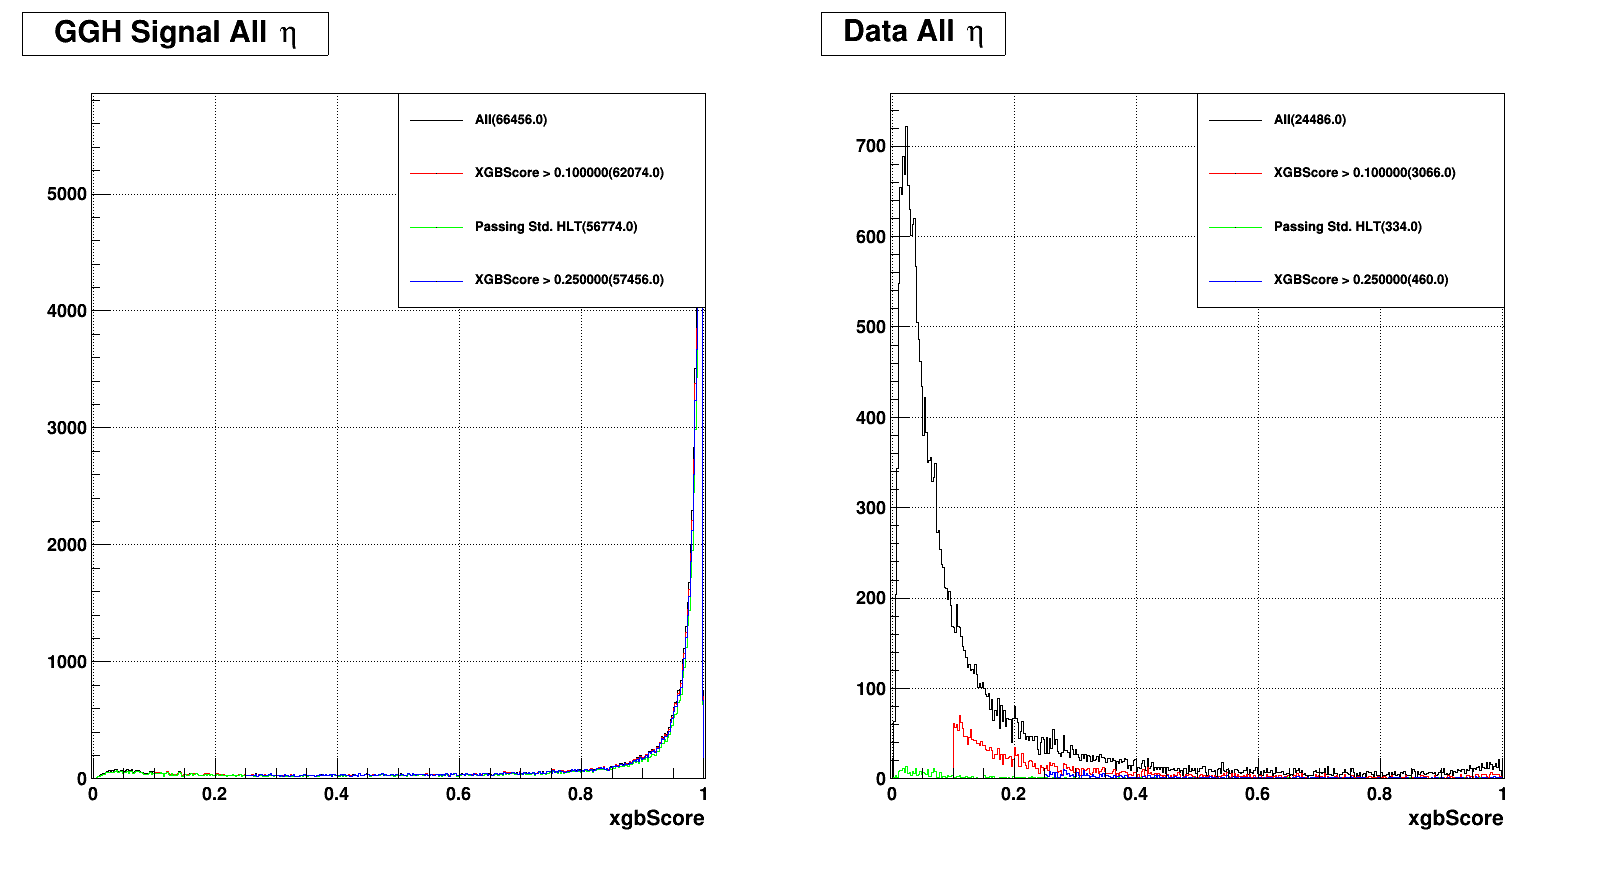 GGH Signal All η
All(66456.0)
XGBScore > 0.100000(62074.0)
Passing Std. HLT(56774.0)
XGBScore > 0.250000(57456.0)
5000
4000
3000
2000
1000
0
0 0.2 0.4 0.6 0.8 1
xgbScore
Data All η
All(24486.0)
XGBScore > 0.100000(3066.0)
Passing Std. HLT(334.0)
XGBScore > 0.250000(460.0)
700
600
500
400
300
200
100
0
0 0.2 0.4 0.6 0.8 1
xgbScore